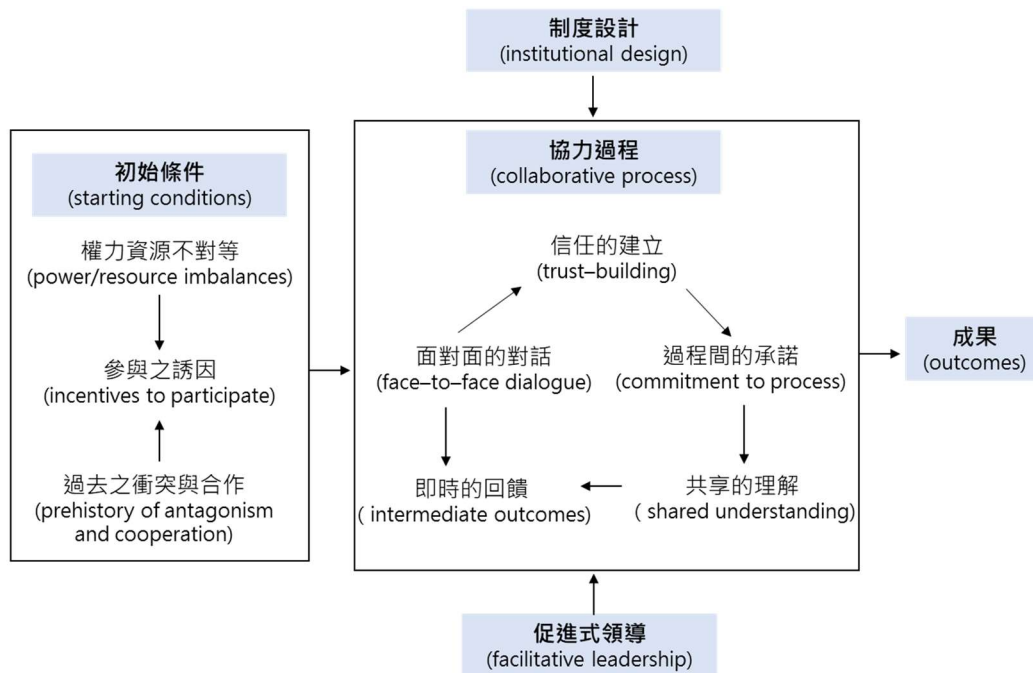 制度設計
(institutional design)
初始條件
(starting conditions)
權力資源不對等
(power/resource imbalances)
參與之誘因
(incentives to participate)
過去之衝突與合作
(prehistory of antagonism
and cooperation)
協力過程
(collaborative process)
信任的建立
(trust–building)
面對面的對話
(face–to–face dialogue)
過程間的承諾
(commitment to process)
即時的回饋
( intermediate outcomes)
共享的理解
( shared understanding)
成果
(outcomes)
促進式領導
(facilitative leadership)